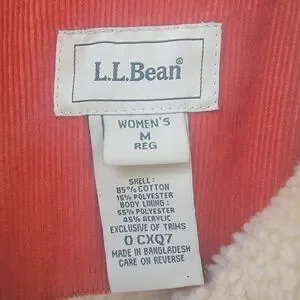 L.L.Bean®
WOMEN'S
M
REG
SHELL:
85% COTTON
15% POLYESTER
BODY LINING:
55% POLYESTER
45% ACRYLIC
EXCLUSIVE OF TRIMS
0 CXQ7
MADE IN BANGLADESH
CARE ON REVERSE